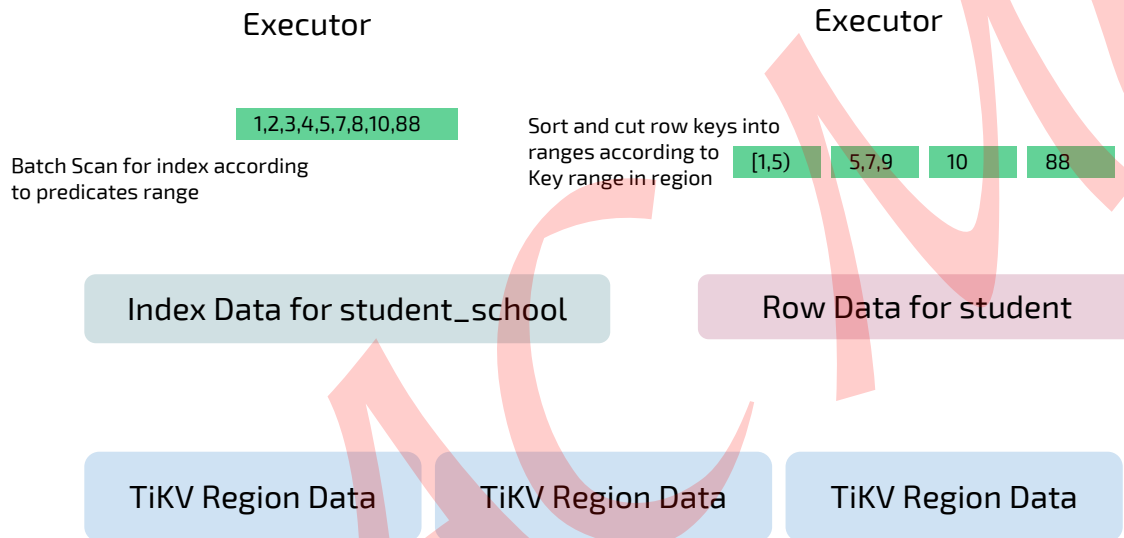 Executor
Executor
1,2,3,4,5,7,8,10,88
Batch Scan for index according
to predicates range
Sort and cut row keys into
ranges according to
Key range in region
[1,5)
5,7,9
10
88
Index Data for student_school
Row Data for student
TiKV Region Data
TiKV Region Data
TiKV Region Data
ACM